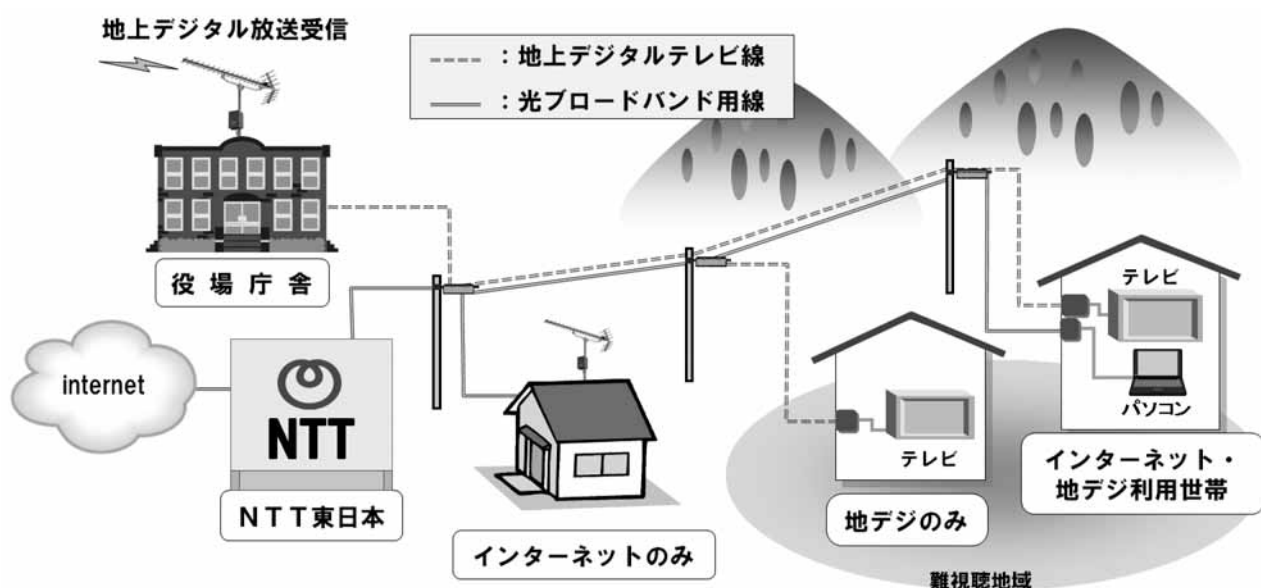 地上デジタル放送受信
：地上デジタルテレビ線
：光ブロードバンド用線
役場庁舎
internet
NTT
NTT東日本
インターネットのみ
テレビ
地デジのみ
テレビ
パソコン
インターネット・
地デジ利用世帯
難視聴地域